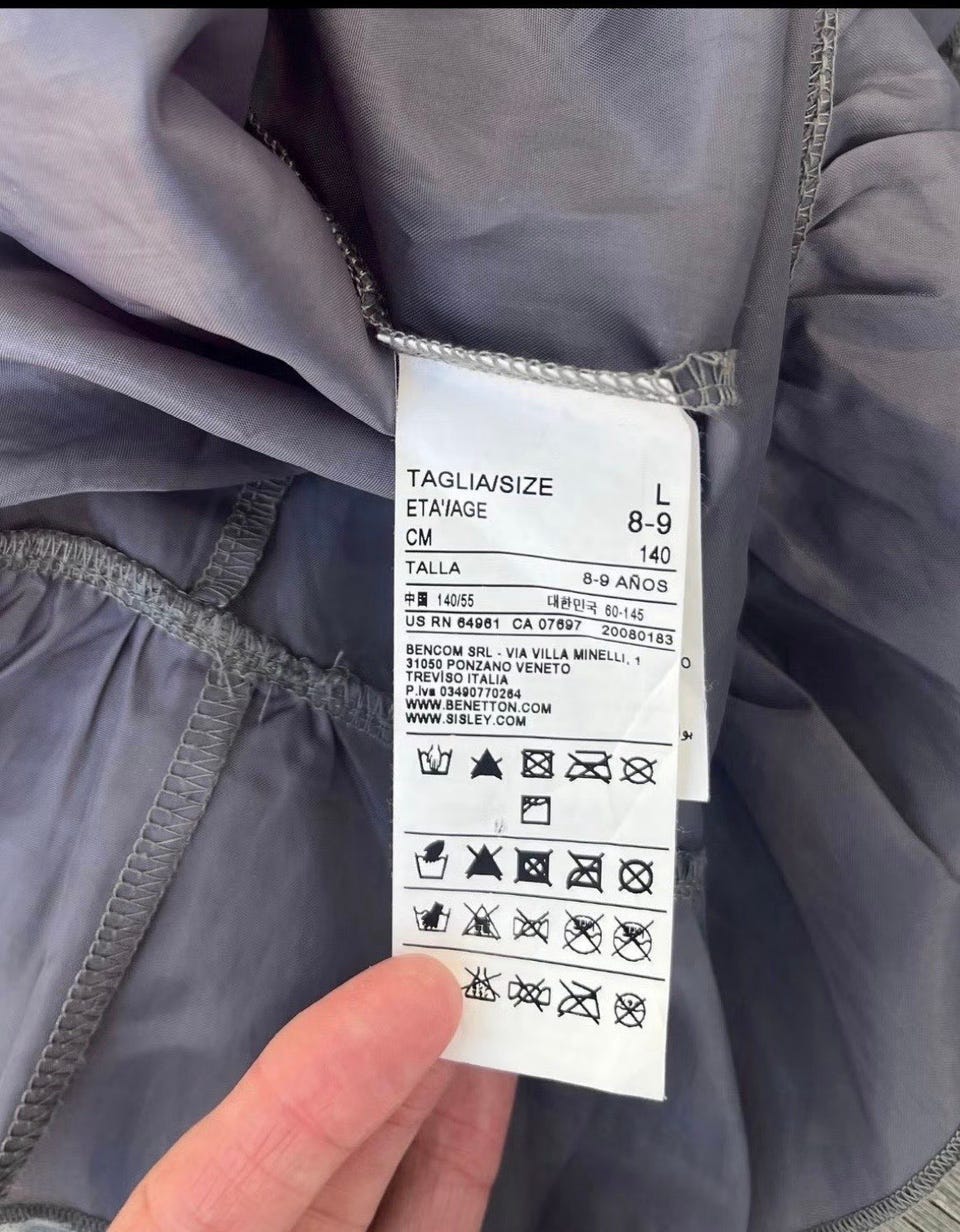 TAGLIA/SIZE L
ETA'/AGE 8-9
CM 140
TALLA 8-9 AÑOS
中国 140/55 대한민국 60-145
US RN 64961 CA 07697 20080183
BENCOM SRL - VIA VILLA MINELLI, 1
31050 PONZANO VENETO
TREVISO ITALIA
P.iva 03490770264
WWW.BENETTON.COM
WWW.SISLEY.COM